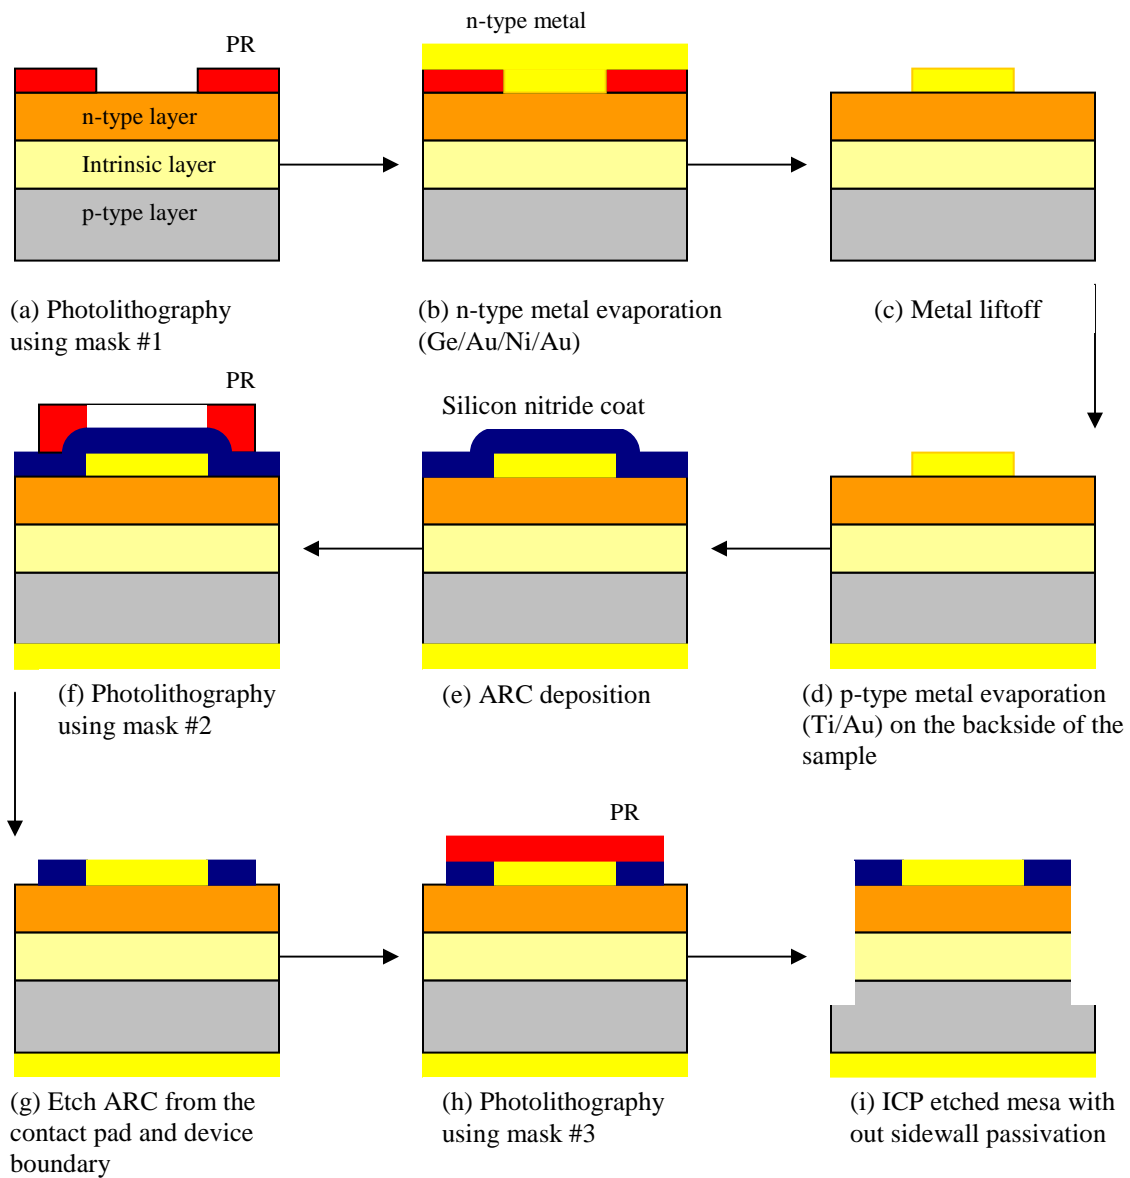 PR
n-type metal
n-type layer
Intrinsic layer
p-type layer
(a) Photolithography
using mask #1
(b) n-type metal evaporation
(Ge/Au/Ni/Au)
(c) Metal liftoff
PR
Silicon nitride coat
(f) Photolithography
using mask #2
(e) ARC deposition
(d) p-type metal evaporation
(Ti/Au) on the backside of the
sample
PR
(g) Etch ARC from the
contact pad and device
boundary
(h) Photolithography
using mask #3
(i) ICP etched mesa with
out sidewall passivation